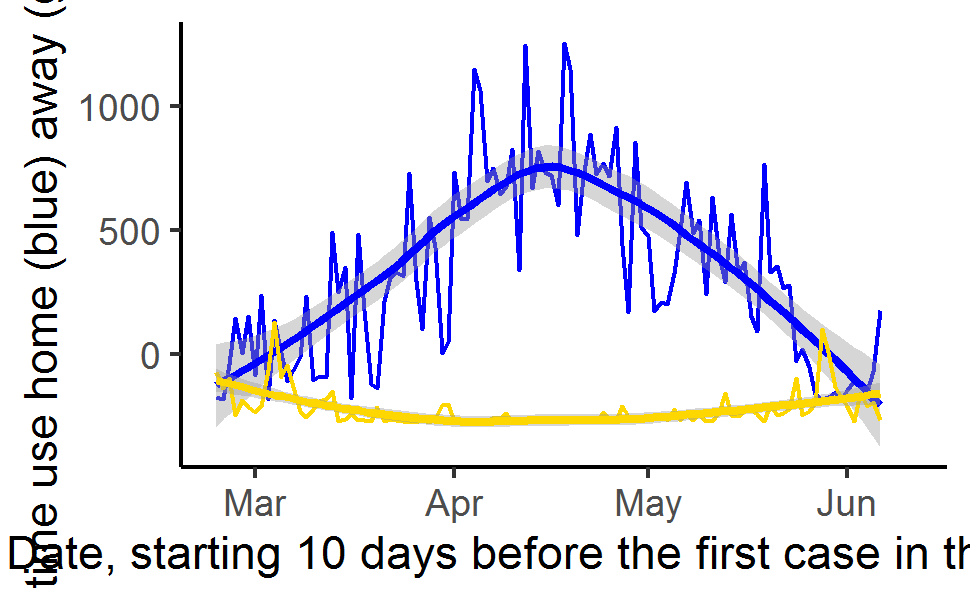 time use home (blue) away (
1000
500
0
Mar Apr May Jun
Date, starting 10 days before the first case in